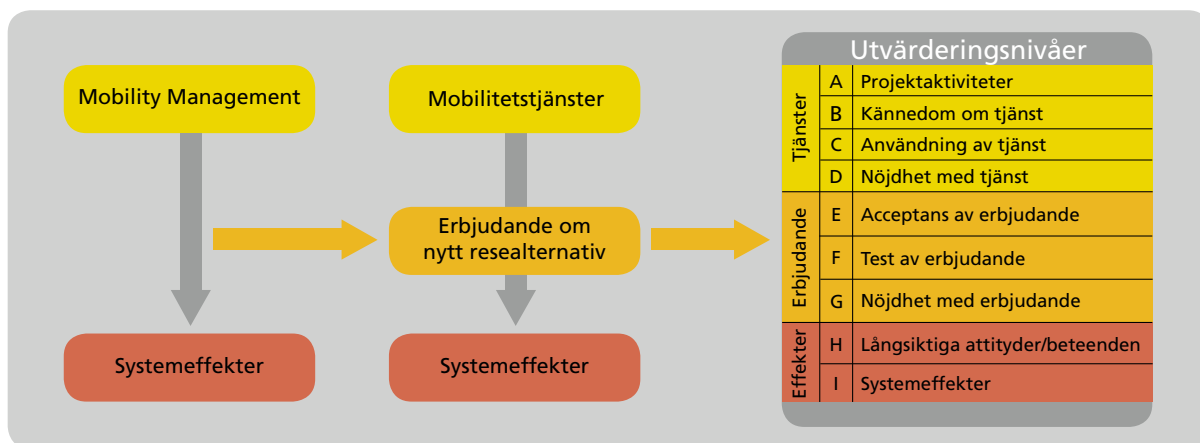 Mobility Management
Systemeffekter
Mobilitetstjänster
Erbjudande om
nytt resealternativ
Systemeffekter
Utvärderingsnivåer
Tjänster
A Projektaktiviteter
B Kännedom om tjänst
C Användning av tjänst
D Nöjdhet med tjänst
Erbjudande
E Acceptans av erbjudande
F Test av erbjudande
G Nöjdhet med erbjudande
Effekter
H Långsiktiga attityder/beteenden
I Systemeffekter